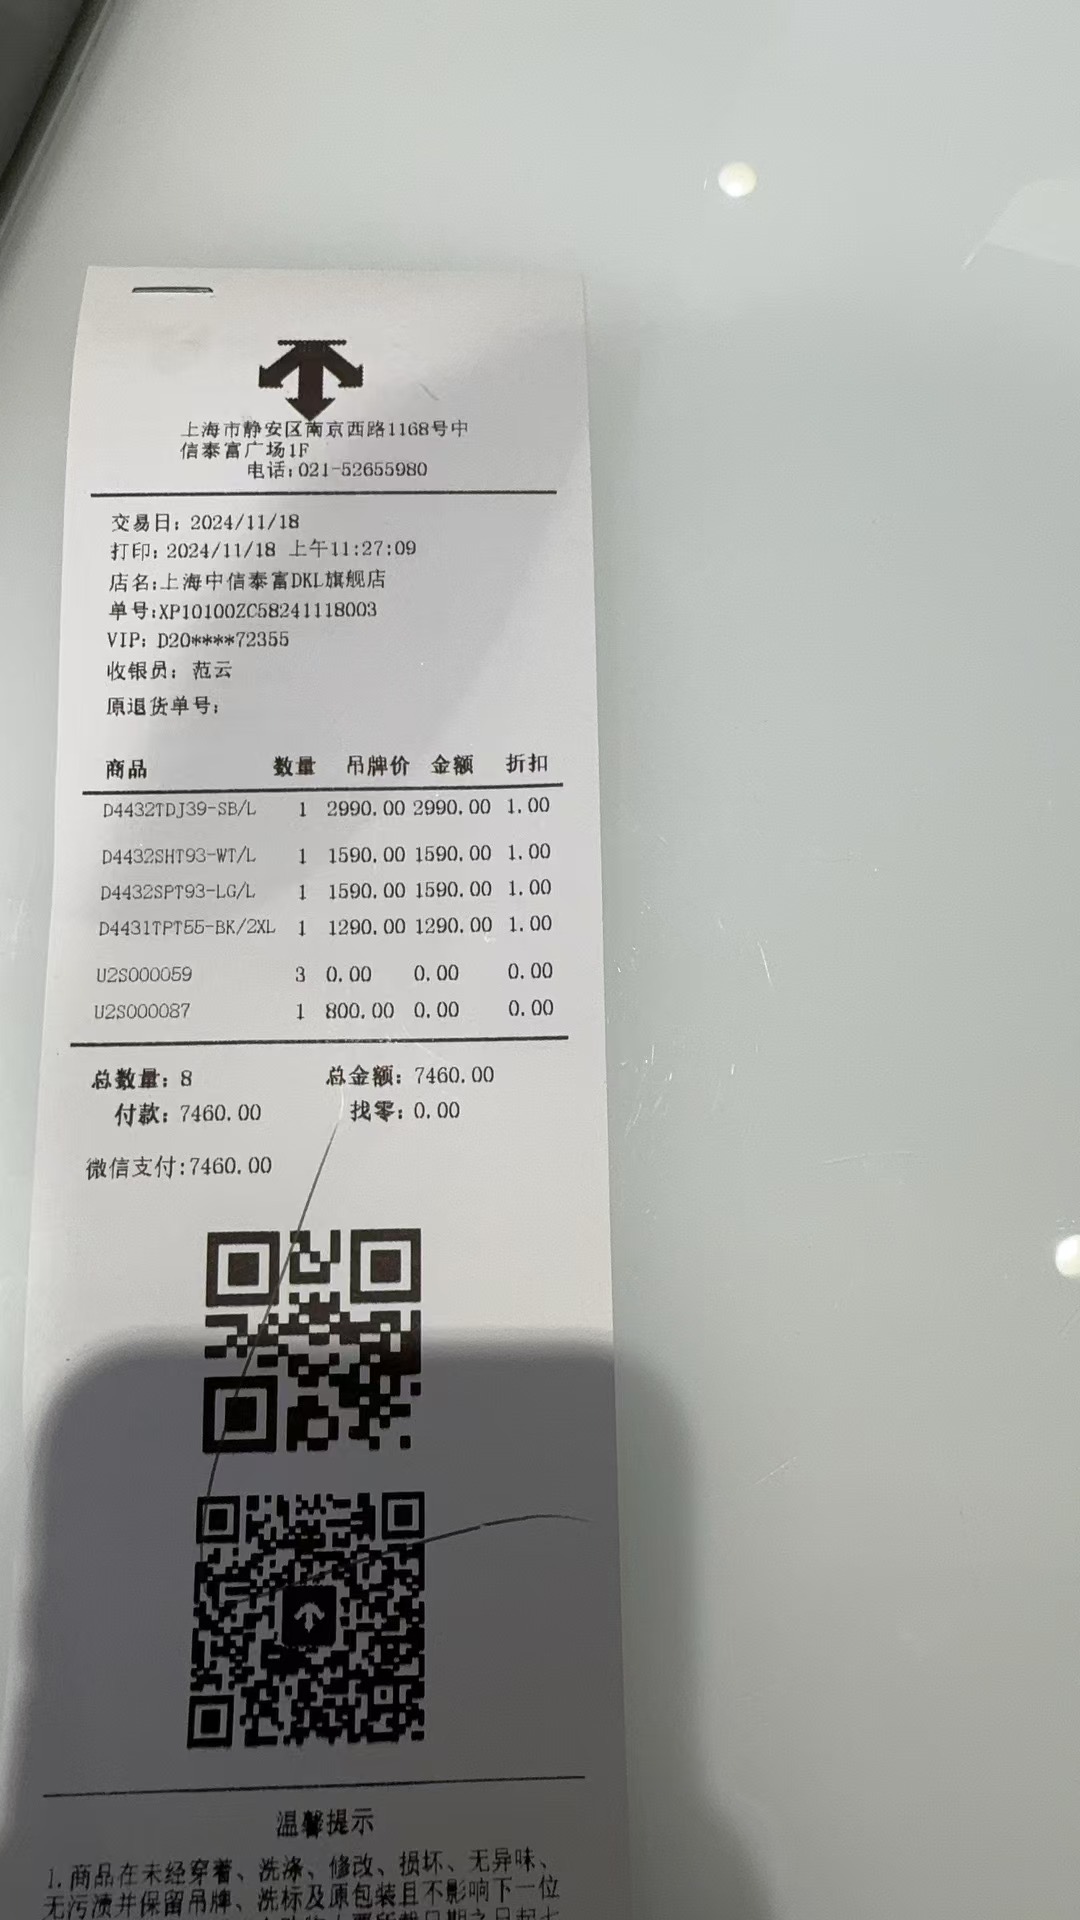 上海市静安区南京西路1168号中
信泰富广场1F
电话:021-52655980
交易日: 2024/11/18
打印: 2024/11/18 上午11:27:09
店名:上海中信泰富DKL旗舰店
单号:XP10100ZC58241118003
VIP: D20****72355
收银员: 范云
原退货单号:
商品 数量 吊牌价 金额 折扣
D4432TDJ39-SB/L 1 2990.00 2990.00 1.00
D4432SHT93-WT/L 1 1590.00 1590.00 1.00
D4432SPT93-LG/L 1 1590.00 1590.00 1.00
D4431TPT55-BK/2XL 1 1290.00 1290.00 1.00
U2S000059 3 0.00 0.00 0.00
U2S000087 1 800.00 0.00 0.00
总数量: 8 总金额: 7460.00
付款: 7460.00 找零: 0.00
微信支付:7460.00
温馨提示
1.商品在未经穿着、洗涤、修改、损坏、无异味、
无污渍并保留吊牌、洗标及原包装且不影响下一位